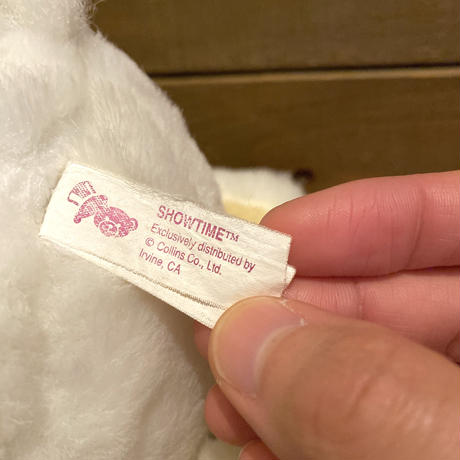 SHOWTIME™
Exclusively distributed by
© Collins Co., Ltd.
Irvine, CA